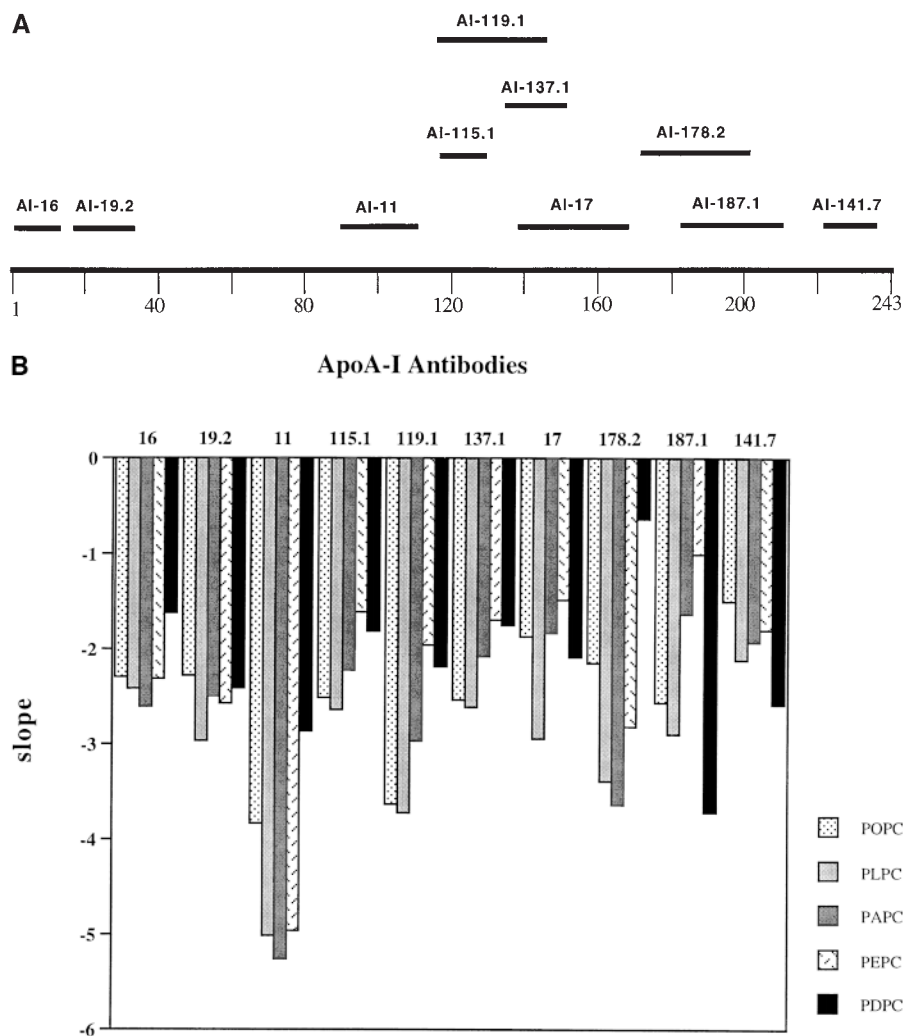 A
AI-119.1
AI-137.1
AI-115.1
AI-178.2
AI-16 AI-19.2 AI-11 AI-17 AI-187.1 AI-141.7
1 40 80 120 160 200 243
B
ApoA-I Antibodies
16 19.2 11 115.1 119.1 137.1 17 178.2 187.1 141.7
0
-1
-2
-3
-4
-5
-6
slope
POPC
PLPC
PAPC
PEPC
PDPC